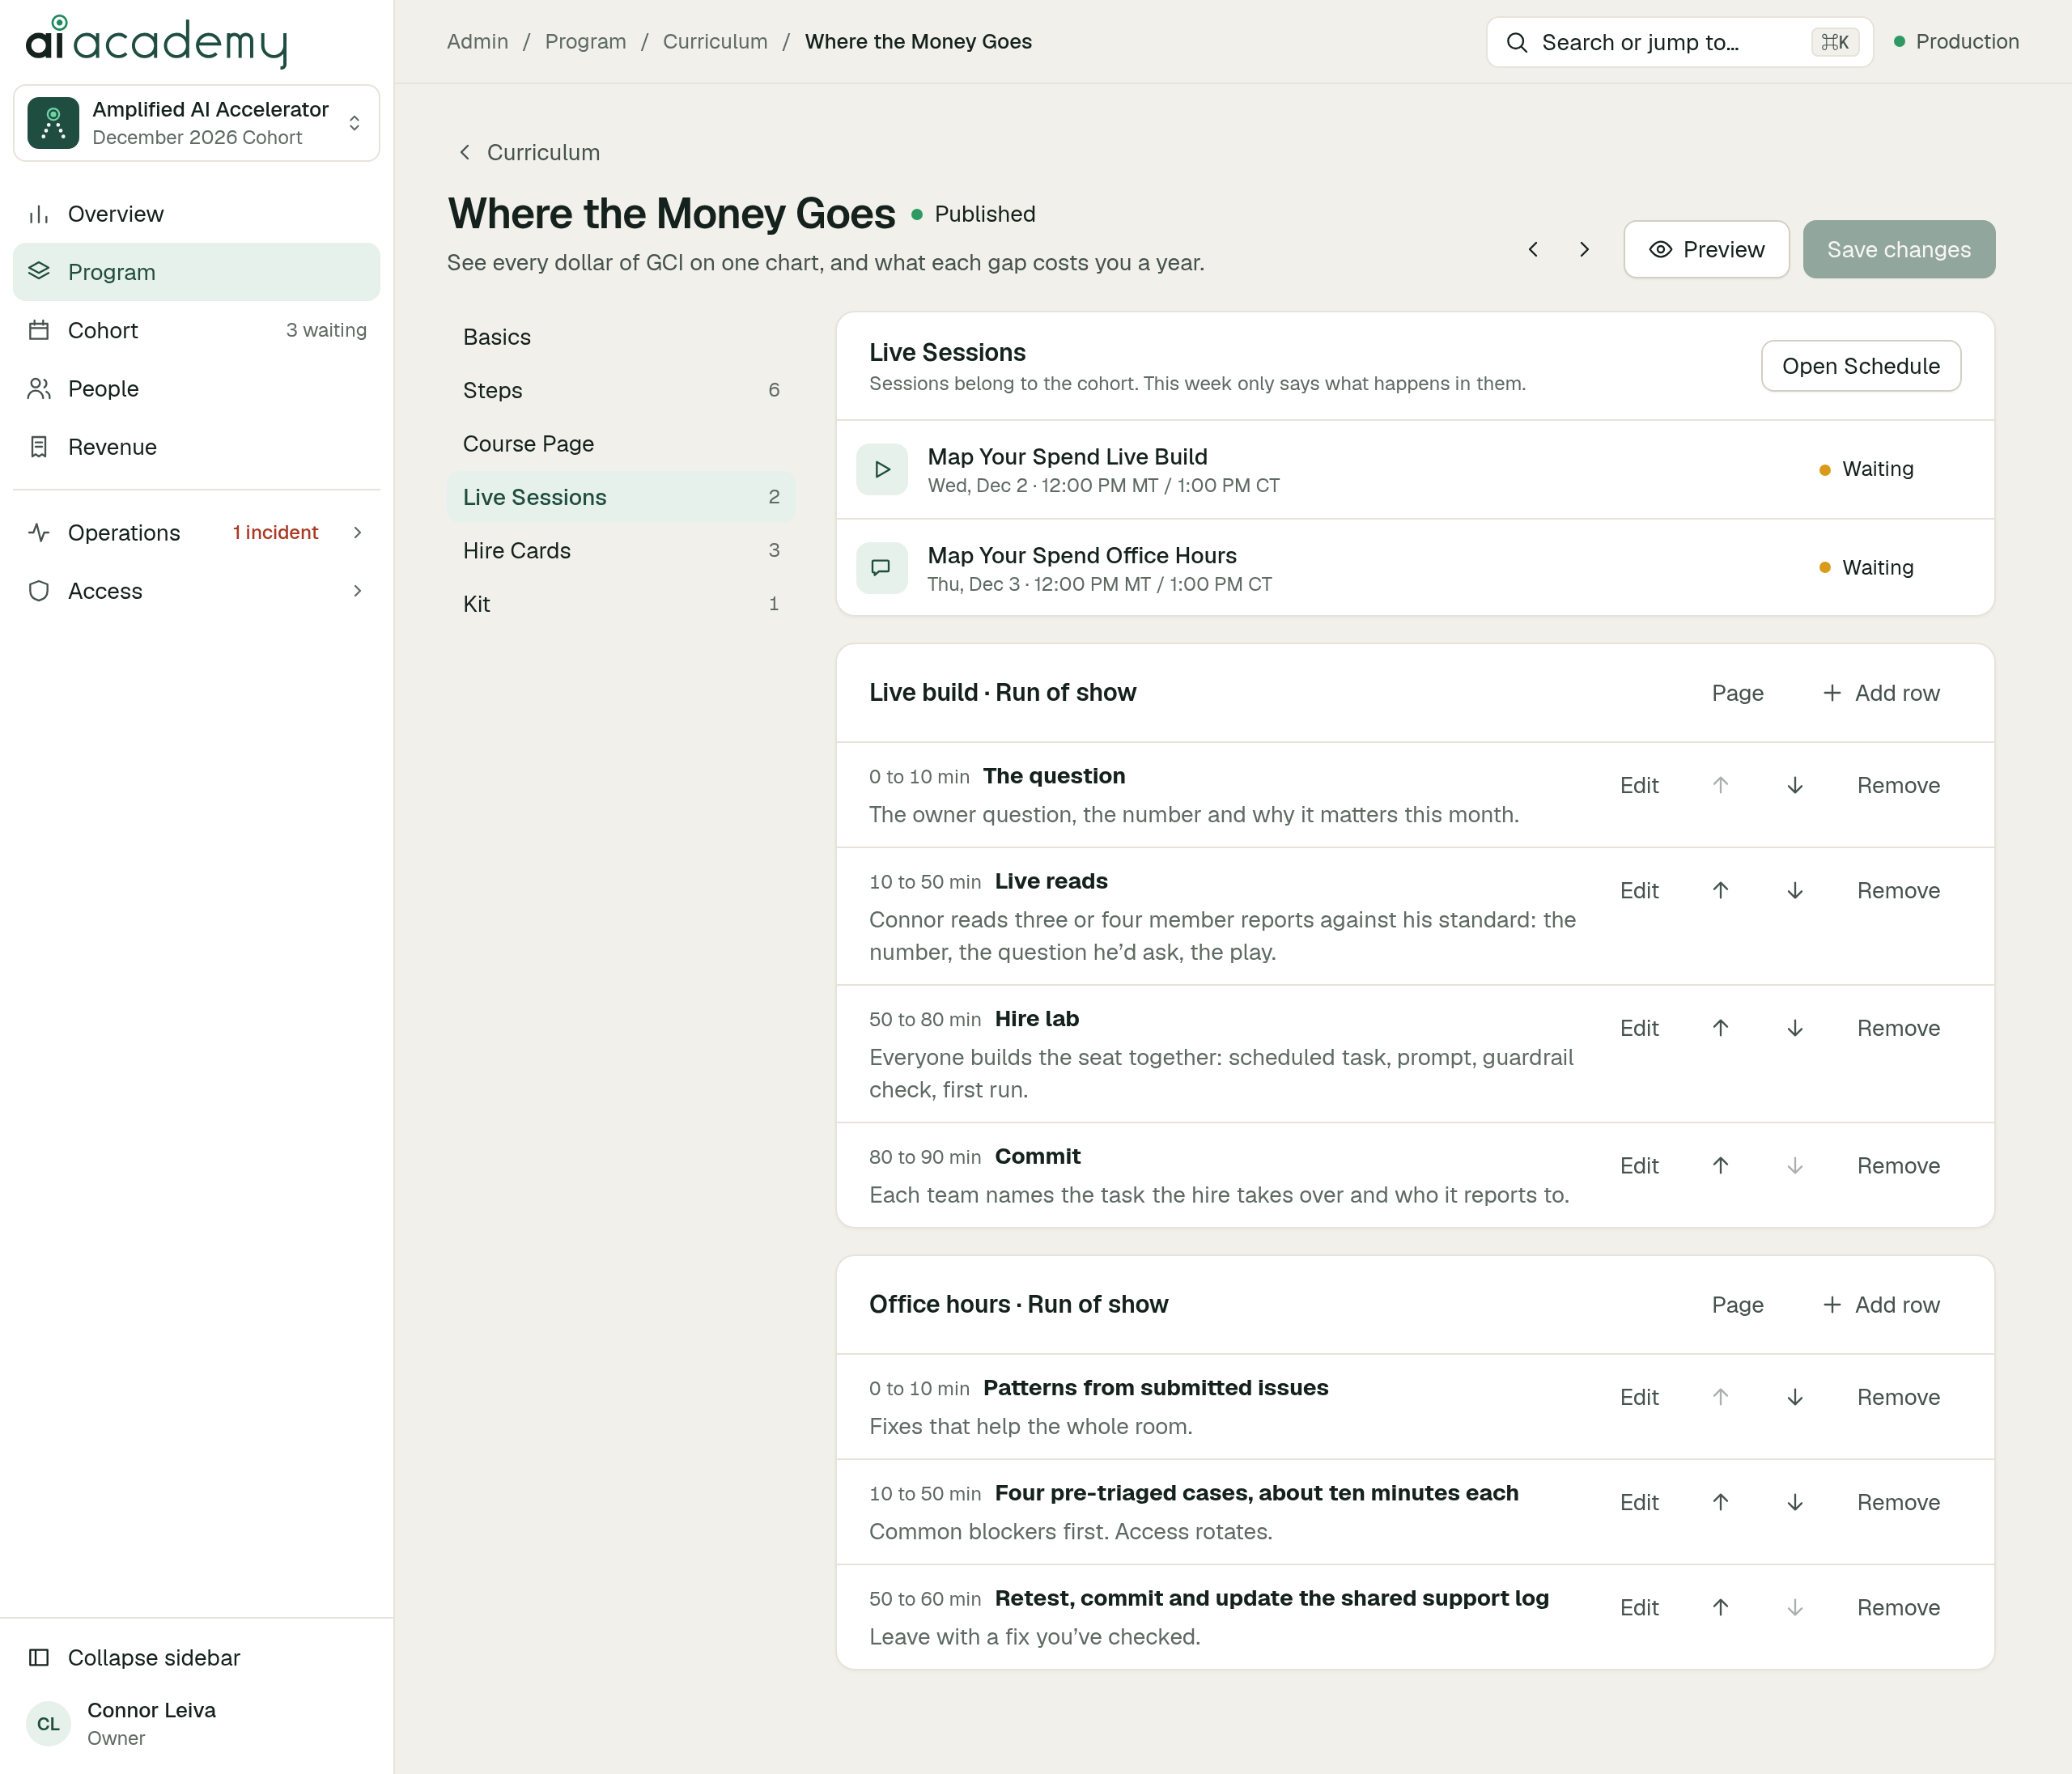 ai academy
Amplified AI Accelerator
December 2026 Cohort
Overview
Program
Cohort 3 waiting
People
Revenue
Operations 1 incident
Access
Collapse sidebar
CL
Connor Leiva
Owner
Admin / Program / Curriculum / Where the Money Goes
Search or jump to... ⌘K
Production
Curriculum
Where the Money Goes Published
See every dollar of GCI on one chart, and what each gap costs you a year.
Preview
Save changes
Basics
Steps 6
Course Page
Live Sessions 2
Hire Cards 3
Kit 1
Live Sessions
Sessions belong to the cohort. This week only says what happens in them.
Open Schedule
Map Your Spend Live Build
Wed, Dec 2 · 12:00 PM MT / 1:00 PM CT
Waiting
Map Your Spend Office Hours
Thu, Dec 3 · 12:00 PM MT / 1:00 PM CT
Waiting
Live build · Run of show Page + Add row
0 to 10 min The question Edit ↑ ↓ Remove
The owner question, the number and why it matters this month.
10 to 50 min Live reads Edit ↑ ↓ Remove
Connor reads three or four member reports against his standard: the
number, the question he’d ask, the play.
50 to 80 min Hire lab Edit ↑ ↓ Remove
Everyone builds the seat together: scheduled task, prompt, guardrail
check, first run.
80 to 90 min Commit Edit ↑ ↓ Remove
Each team names the task the hire takes over and who it reports to.
Office hours · Run of show Page + Add row
0 to 10 min Patterns from submitted issues Edit ↑ ↓ Remove
Fixes that help the whole room.
10 to 50 min Four pre-triaged cases, about ten minutes each Edit ↑ ↓ Remove
Common blockers first. Access rotates.
50 to 60 min Retest, commit and update the shared support log Edit ↑ ↓ Remove
Leave with a fix you’ve checked.